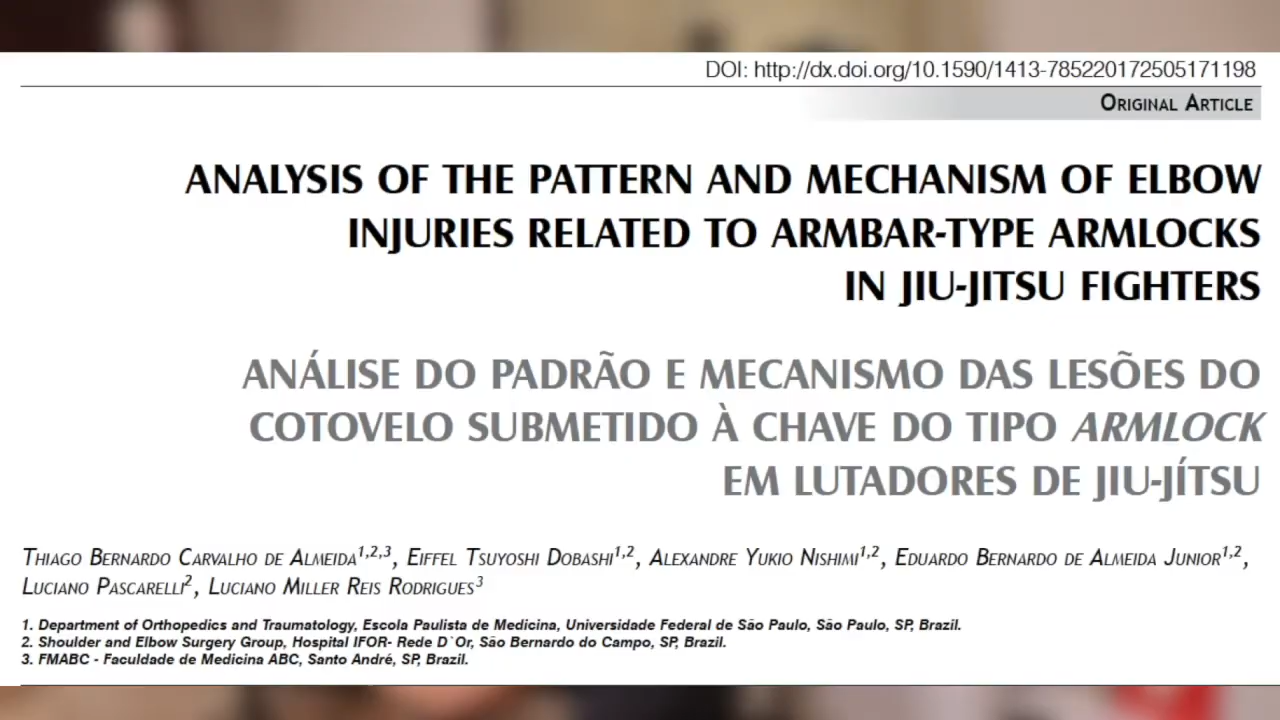 DOI: http://dx.doi.org/10.1590/1413-785220172505171198
Original Article
ANALYSIS OF THE PATTERN AND MECHANISM OF ELBOW
INJURIES RELATED TO ARMBAR-TYPE ARMLOCKS
IN JIU-JITSU FIGHTERS
ANÁLISE DO PADRÃO E MECANISMO DAS LESÕES DO
COTOVELO SUBMETIDO À CHAVE DO TIPO ARMLOCK
EM LUTADORES DE JIU-JÍTSU
Thiago Bernardo Carvalho de Almeida1,2,3, Eiffel Tsuyoshi Dobashi1,2, Alexandre Yukio Nishimi1,2, Eduardo Bernardo de Almeida Junior1,2,
Luciano Pascarelli2, Luciano Miller Reis Rodrigues3
1. Department of Orthopedics and Traumatology, Escola Paulista de Medicina, Universidade Federal de São Paulo, São Paulo, SP, Brazil.
2. Shoulder and Elbow Surgery Group, Hospital IFOR- Rede D`Or, São Bernardo do Campo, SP, Brazil.
3. FMABC - Faculdade de Medicina ABC, Santo André, SP, Brazil.